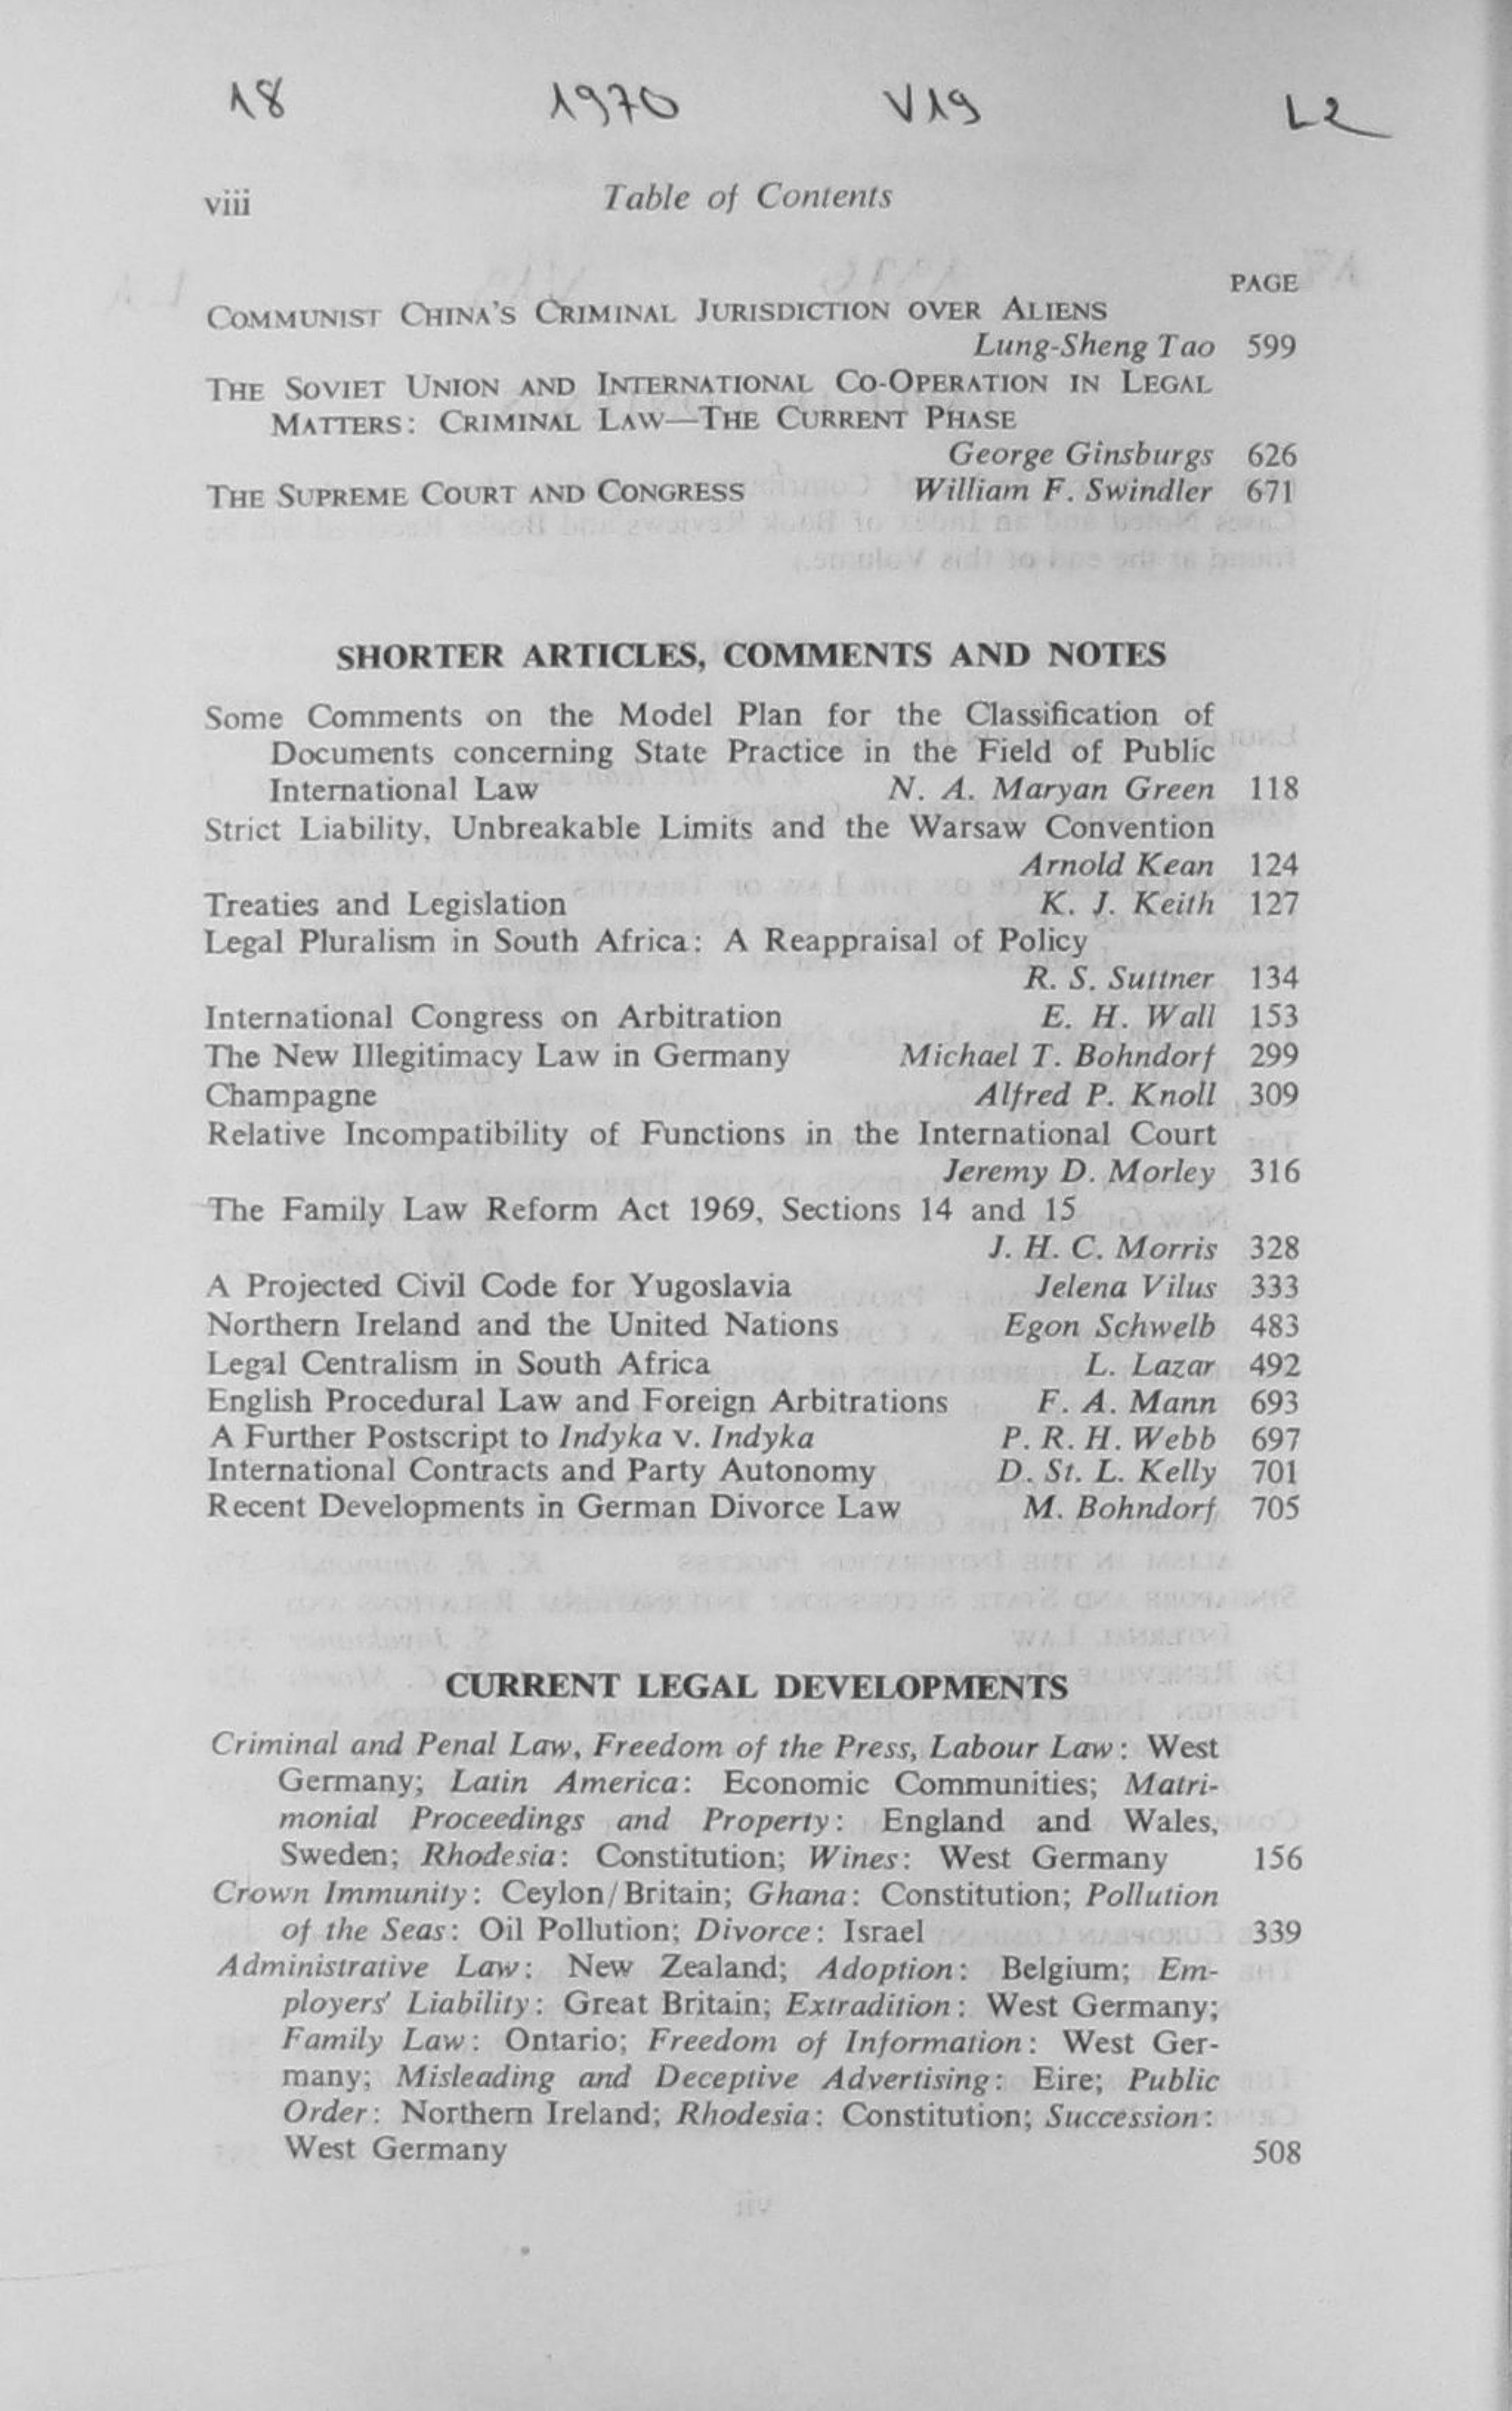 18 1970 V19 L2
viii Table of Contents
PAGE
COMMUNIST CHINA'S CRIMINAL JURISDICTION OVER ALIENS
Lung-Sheng Tao 599
THE SOVIET UNION AND INTERNATIONAL CO-OPERATION IN LEGAL
MATTERS: CRIMINAL LAW—THE CURRENT PHASE
George Ginsburgs 626
THE SUPREME COURT AND CONGRESS William F. Swindler 671
SHORTER ARTICLES, COMMENTS AND NOTES
Some Comments on the Model Plan for the Classification of
Documents concerning State Practice in the Field of Public
International Law N. A. Maryan Green 118
Strict Liability, Unbreakable Limits and the Warsaw Convention
Arnold Kean 124
Treaties and Legislation K. J. Keith 127
Legal Pluralism in South Africa: A Reappraisal of Policy
R. S. Suttner 134
International Congress on Arbitration E. H. Wall 153
The New Illegitimacy Law in Germany Michael T. Bohndorf 299
Champagne Alfred P. Knoll 309
Relative Incompatibility of Functions in the International Court
Jeremy D. Morley 316
The Family Law Reform Act 1969, Sections 14 and 15
J. H. C. Morris 328
A Projected Civil Code for Yugoslavia Jelena Vilus 333
Northern Ireland and the United Nations Egon Schwelb 483
Legal Centralism in South Africa L. Lazar 492
English Procedural Law and Foreign Arbitrations F. A. Mann 693
A Further Postscript to Indyka v. Indyka P. R. H. Webb 697
International Contracts and Party Autonomy D. St. L. Kelly 701
Recent Developments in German Divorce Law M. Bohndorf 705
CURRENT LEGAL DEVELOPMENTS
Criminal and Penal Law, Freedom of the Press, Labour Law: West
Germany; Latin America: Economic Communities; Matri-
monial Proceedings and Property: England and Wales,
Sweden; Rhodesia: Constitution; Wines: West Germany 156
Crown Immunity: Ceylon/Britain; Ghana: Constitution; Pollution
of the Seas: Oil Pollution; Divorce: Israel 339
Administrative Law: New Zealand; Adoption: Belgium; Em-
ployers' Liability: Great Britain; Extradition: West Germany;
Family Law: Ontario; Freedom of Information: West Ger-
many; Misleading and Deceptive Advertising: Eire; Public
Order: Northern Ireland; Rhodesia: Constitution; Succession:
West Germany 508